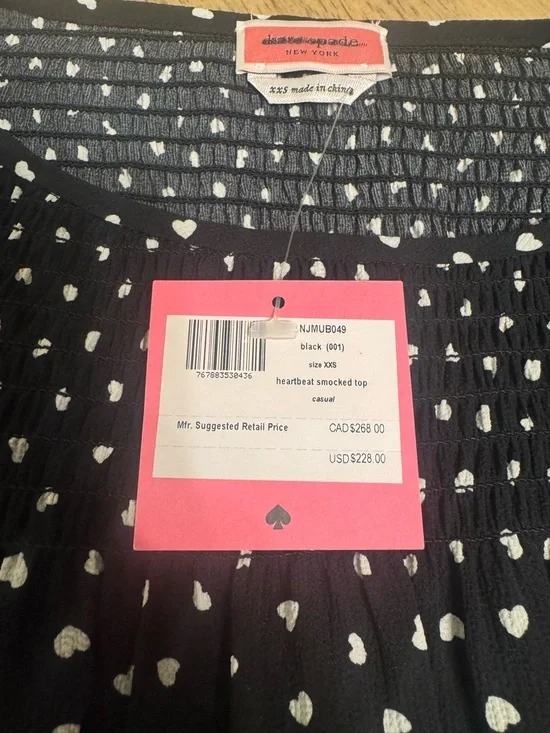 kate spade
NEW YORK
xxs made in china
NJMUB049
black (001)
size XXS
heartbeat smocked top
casual
767883530436
Mfr. Suggested Retail Price CAD$268.00
USD$228.00